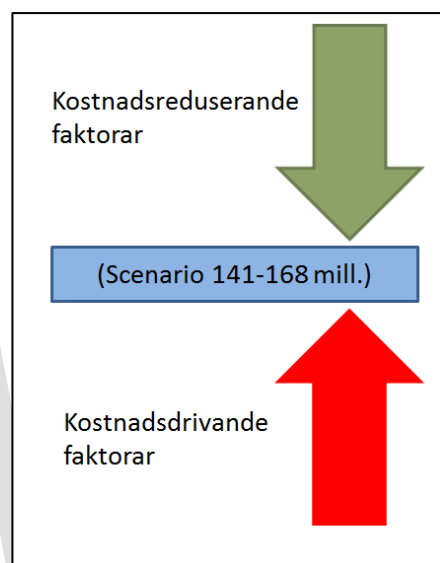 Kostnadsreduserande
faktorar
(Scenario 141-168 mill.)
Kostnadsdrivande
faktorar